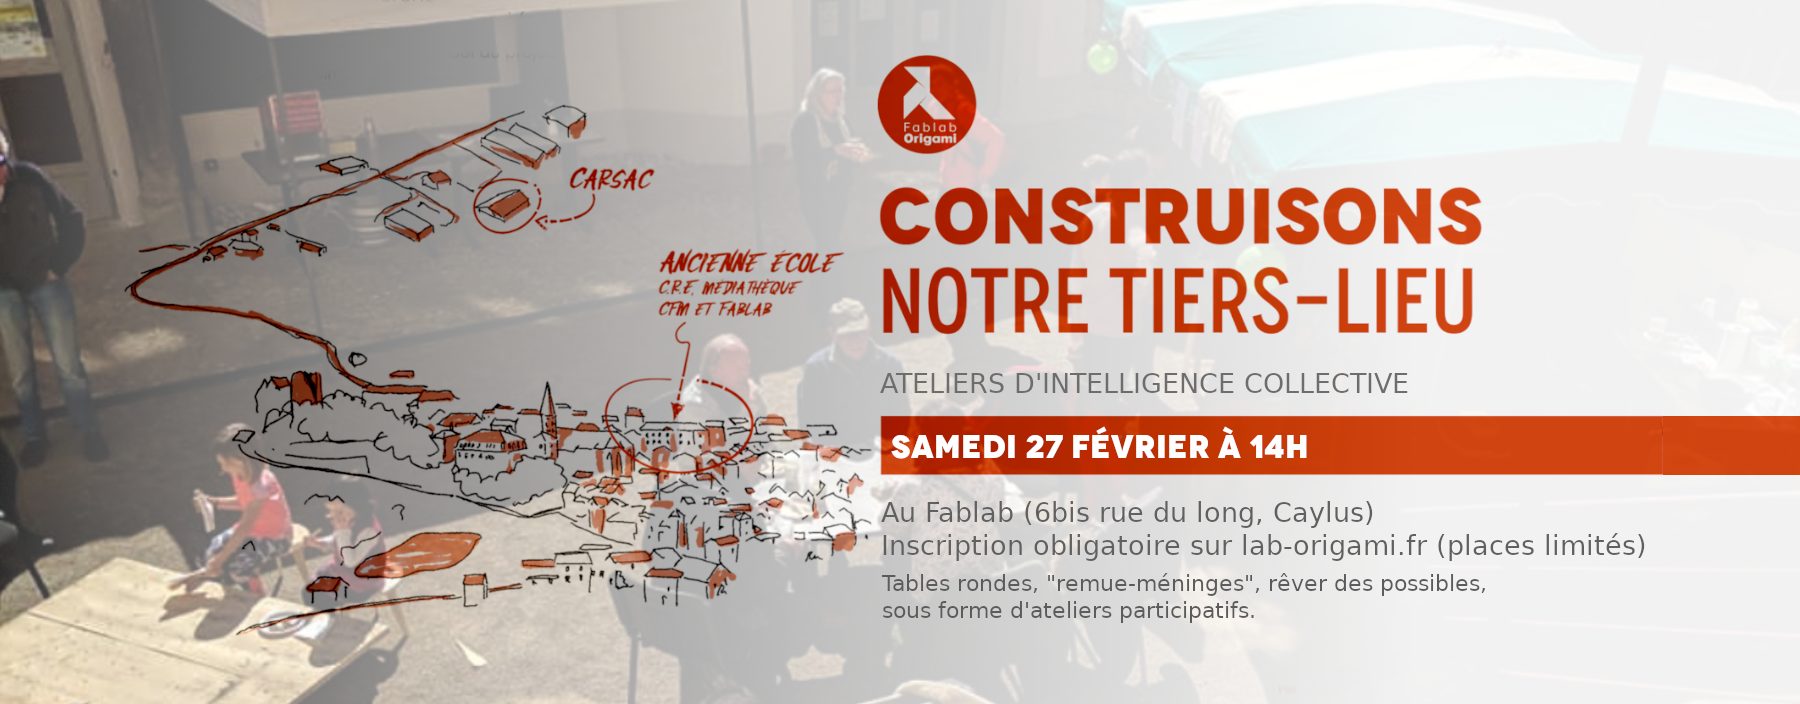 Fablab
Origami
CARSAC
ANCIENNE ÉCOLE
C.R.E. MÉDIATHÈQUE
CFM ET FABLAB
CONSTRUISONS
NOTRE TIERS-LIEU
ATELIERS D'INTELLIGENCE COLLECTIVE
SAMEDI 27 FÉVRIER À 14H
Au Fablab (6bis rue du long, Caylus)
Inscription obligatoire sur lab-origami.fr (places limités)
Tables rondes, "remue-méninges", rêver des possibles,
sous forme d'ateliers participatifs.